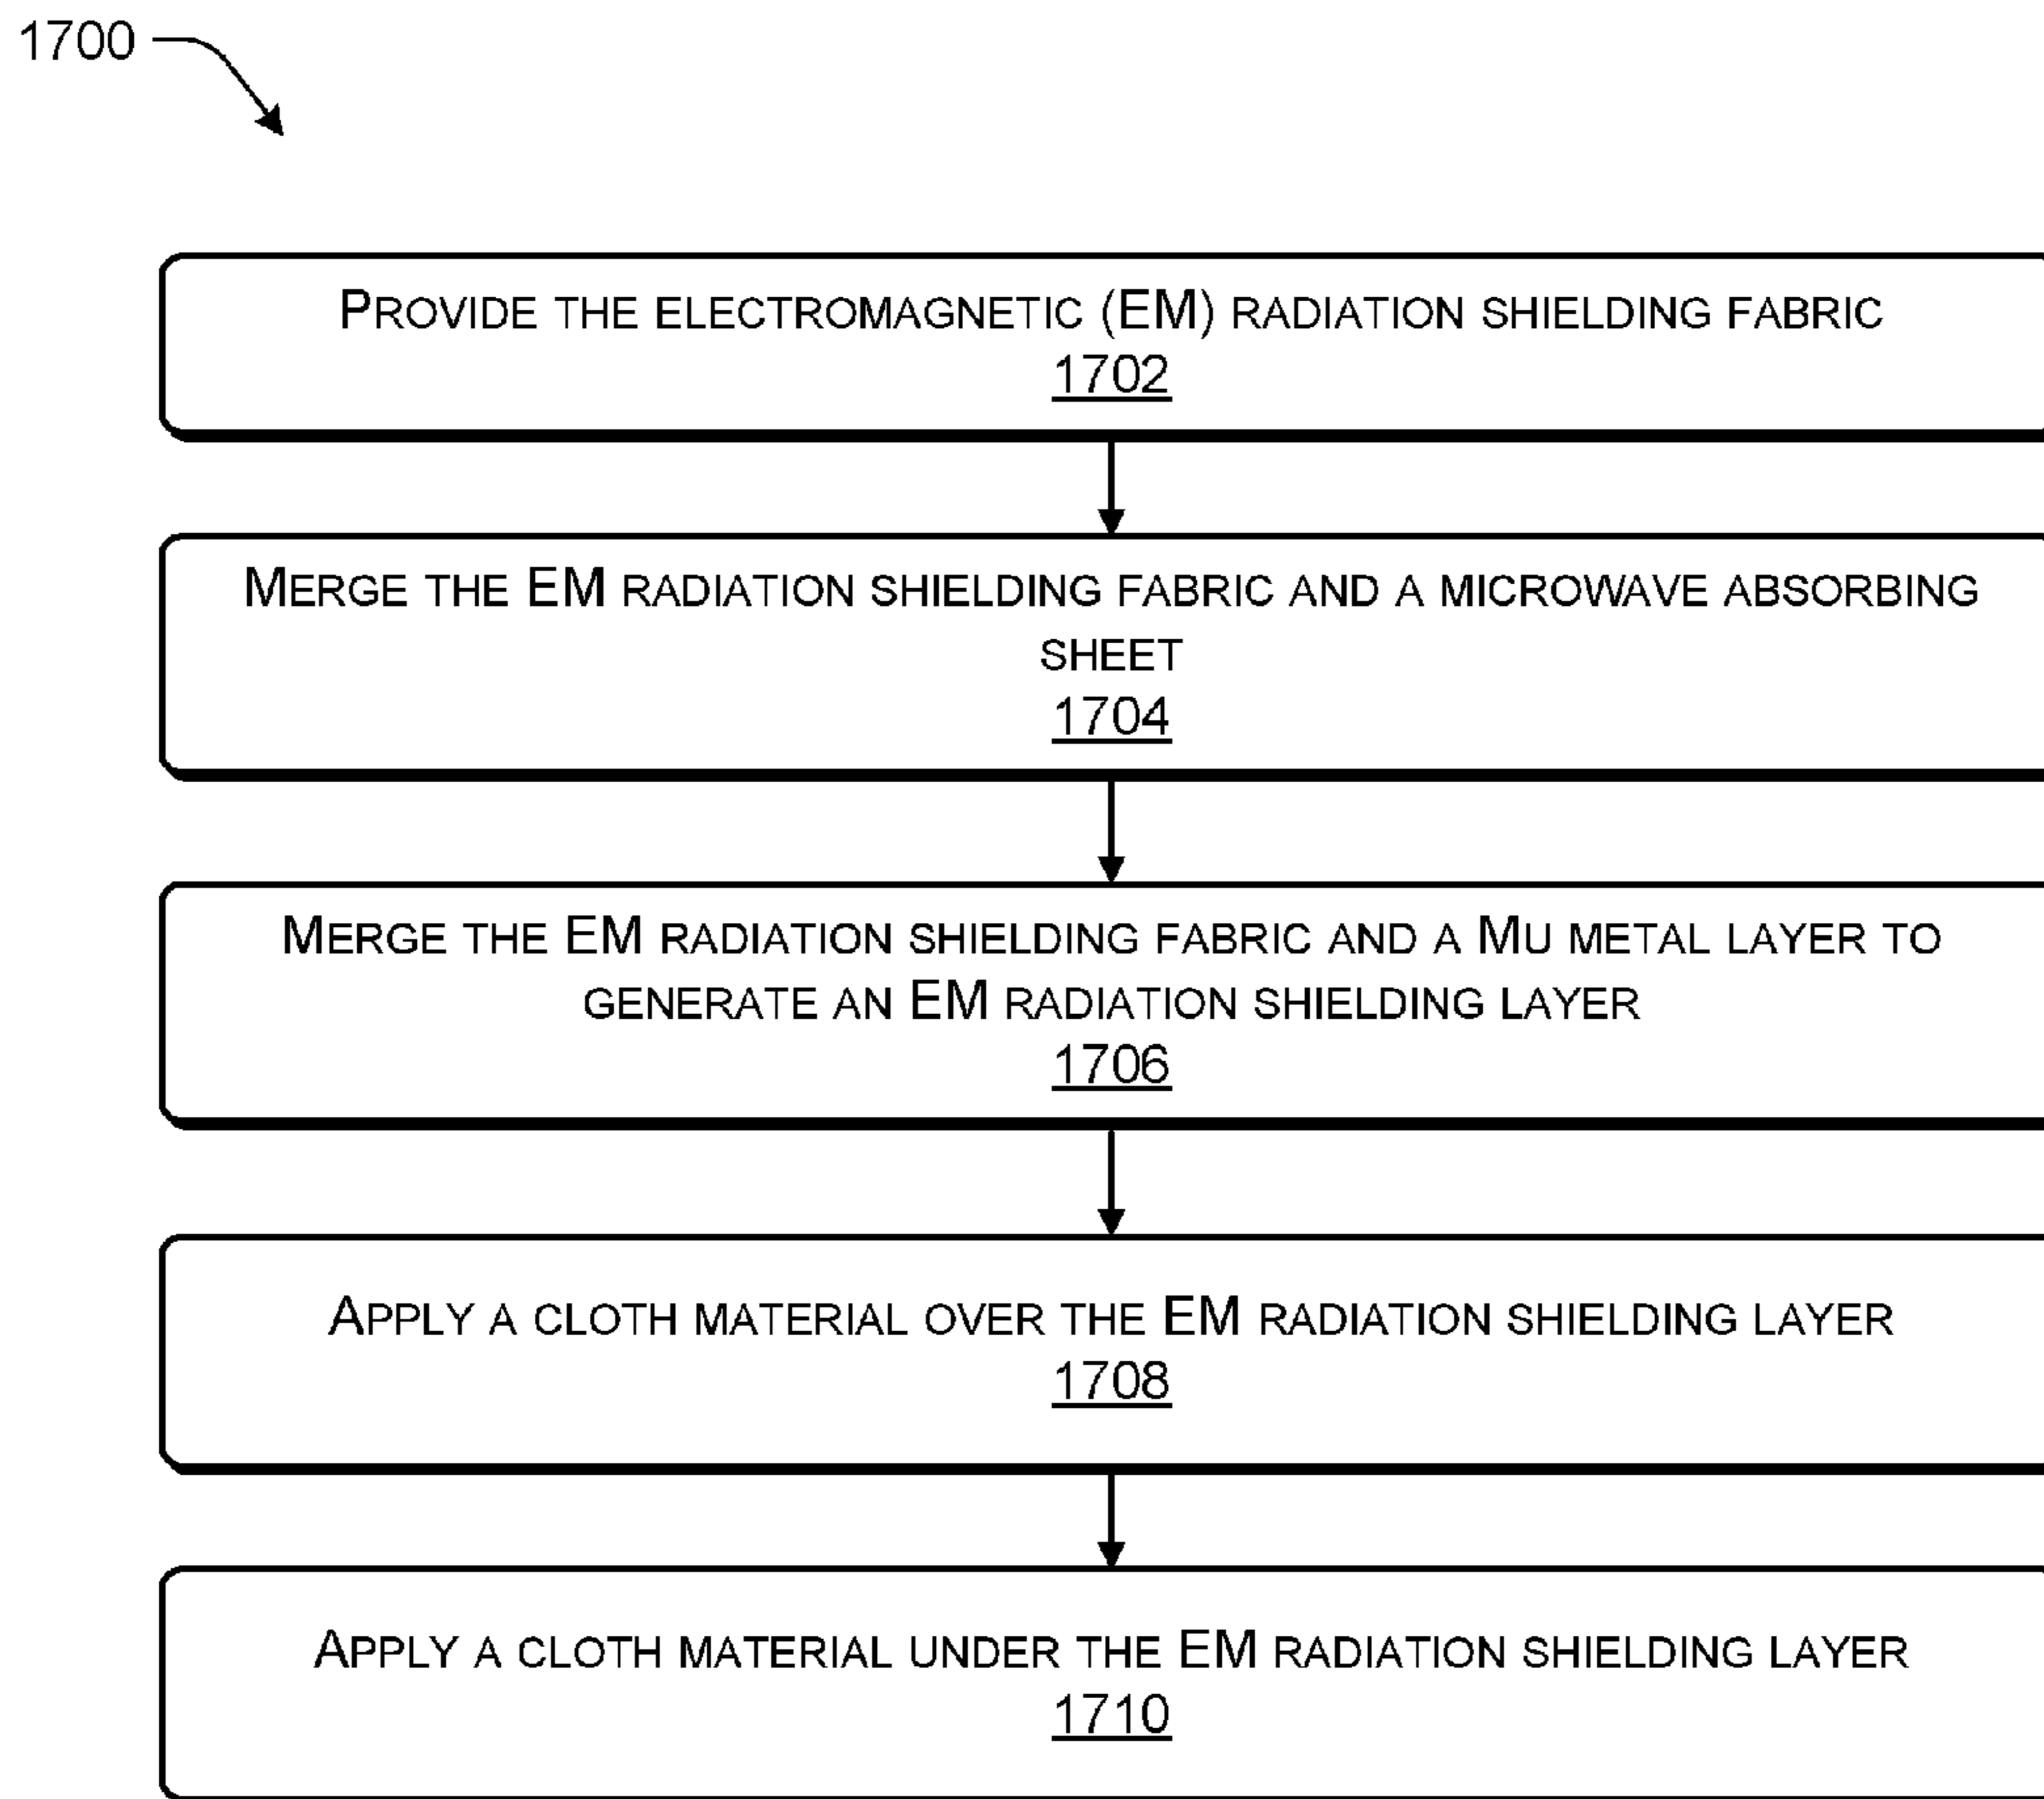 1700
PROVIDE THE ELECTROMAGNETIC (EM) RADIATION SHIELDING FABRIC
1702
MERGE THE EM RADIATION SHIELDING FABRIC AND A MICROWAVE ABSORBING
SHEET
1704
MERGE THE EM RADIATION SHIELDING FABRIC AND A MU METAL LAYER TO
GENERATE AN EM RADIATION SHIELDING LAYER
1706
APPLY A CLOTH MATERIAL OVER THE EM RADIATION SHIELDING LAYER
1708
APPLY A CLOTH MATERIAL UNDER THE EM RADIATION SHIELDING LAYER
1710